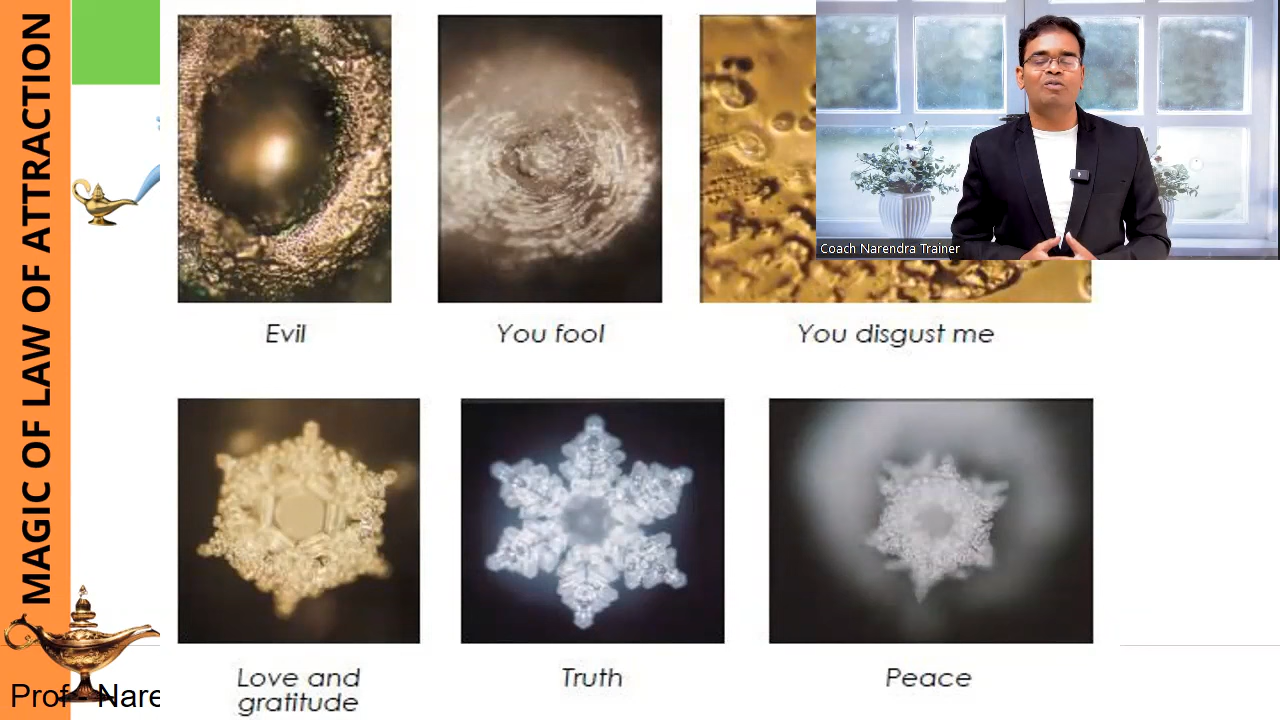 MAGIC OF LAW OF ATTRACTION
Coach Narendra Trainer
Evil
You fool
You disgust me
Love and
gratitude
Truth
Peace
Prof - Nare